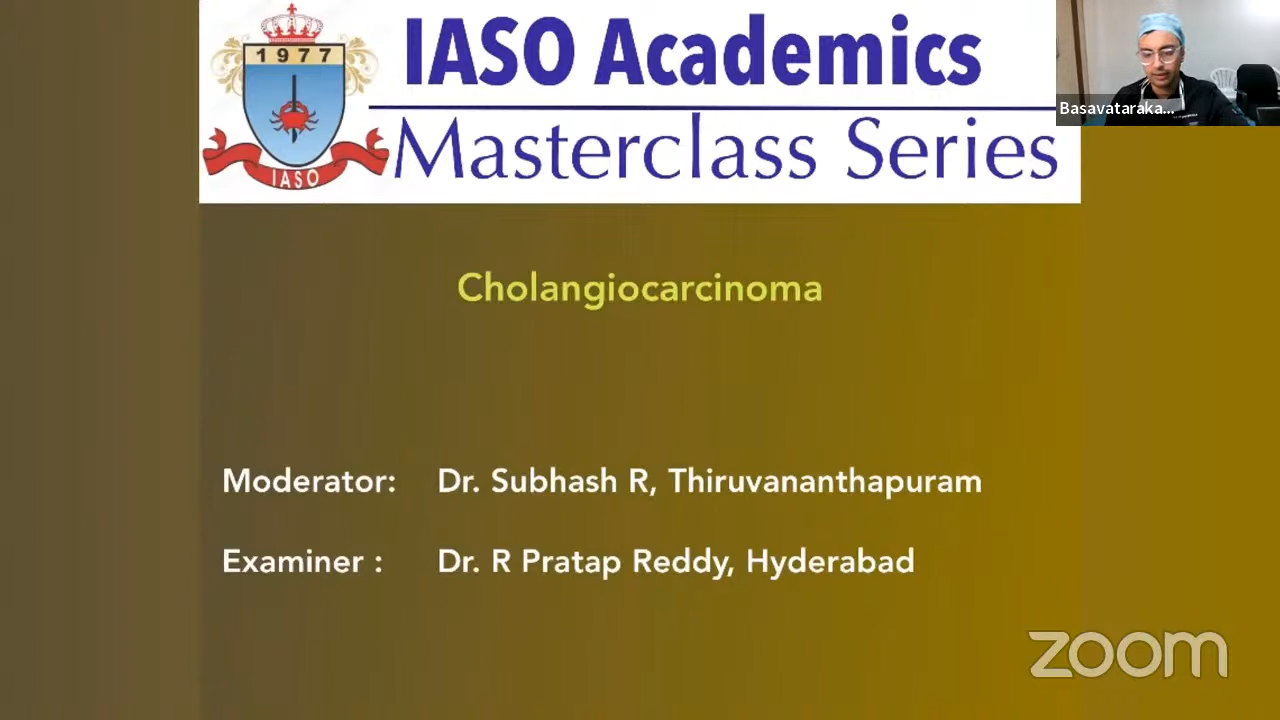 1977
IASO
IASO Academics
Masterclass Series
Basavataraka...
Cholangiocarcinoma
Moderator: Dr. Subhash R, Thiruvananthapuram
Examiner : Dr. R Pratap Reddy, Hyderabad
zoom